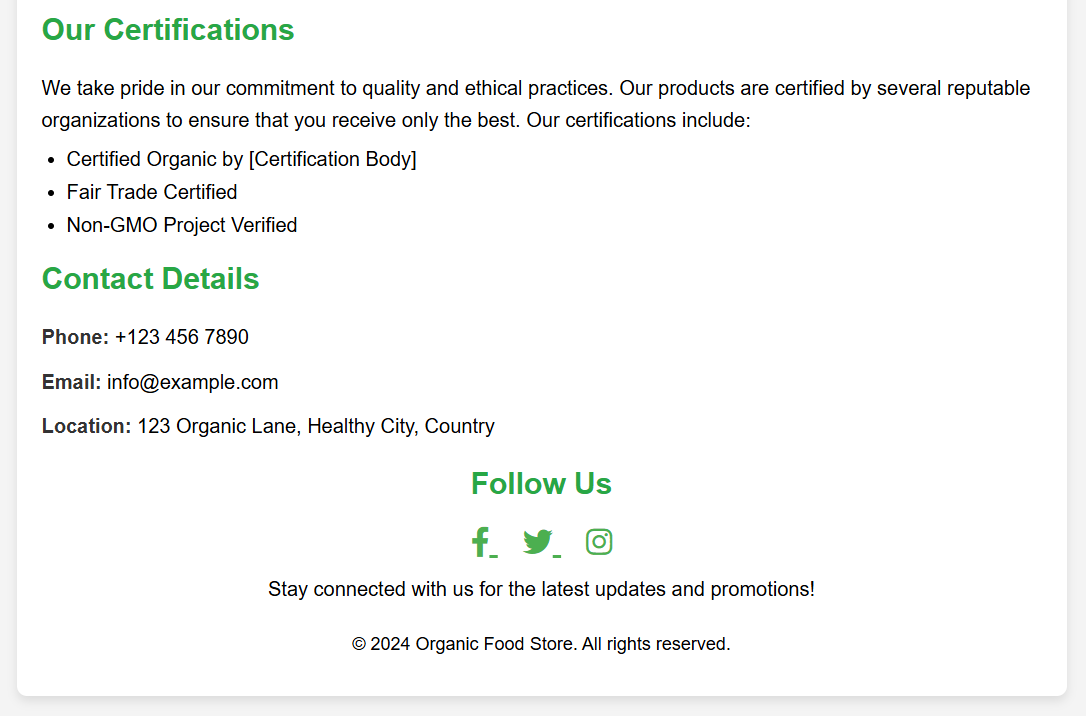 Our Certifications
We take pride in our commitment to quality and ethical practices. Our products are certified by several reputable
organizations to ensure that you receive only the best. Our certifications include:
• Certified Organic by [Certification Body]
• Fair Trade Certified
• Non-GMO Project Verified
Contact Details
Phone: +123 456 7890
Email: info@example.com
Location: 123 Organic Lane, Healthy City, Country
Follow Us
Stay connected with us for the latest updates and promotions!
© 2024 Organic Food Store. All rights reserved.